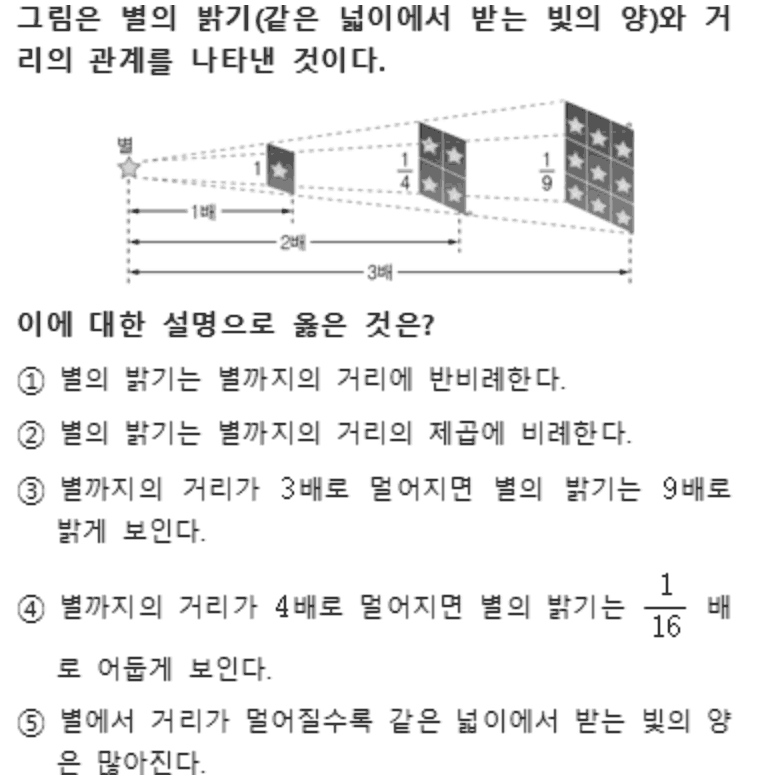 그림은 별의 밝기(같은 넓이에서 받는 빛의 양)와 거
리의 관계를 나타낸 것이다.
별
1
1/4
1/9
1배
2배
3배
이에 대한 설명으로 옳은 것은?
① 별의 밝기는 별까지의 거리에 반비례한다.
② 별의 밝기는 별까지의 거리의 제곱에 비례한다.
③ 별까지의 거리가 3배로 멀어지면 별의 밝기는 9배로
밝게 보인다.
④ 별까지의 거리가 4배로 멀어지면 별의 밝기는 1/16 배
로 어둡게 보인다.
⑤ 별에서 거리가 멀어질수록 같은 넓이에서 받는 빛의 양
은 많아진다.